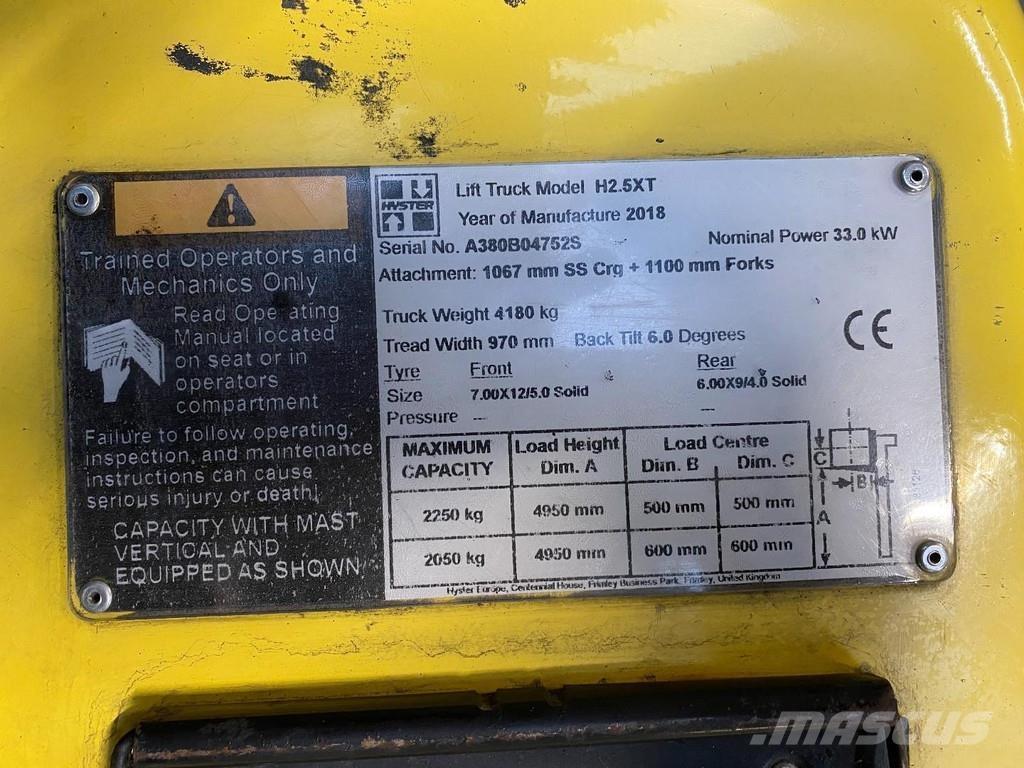 Trained Operators and
Mechanics Only
Read Operating
Manual located
on seat or in
operators
compartment
Failure to follow operating,
inspection, and maintenance
instructions can cause
serious injury or death!
CAPACITY WITH MAST
VERTICAL AND
EQUIPPED AS SHOWN
HYSTER
Lift Truck Model H2.5XT
Year of Manufacture 2018
Serial No. A380B04752S
Nominal Power 33.0 kW
Attachment: 1067 mm SS Crg + 1100 mm Forks
Truck Weight 4180 kg
Tread Width 970 mm Back Tilt 6.0 Degrees
CE
Tyre Front Rear
Size 7.00X12/5.0 Solid 6.00X9/4.0 Solid
Pressure -- --
MAXIMUM CAPACITY Load Height Dim. A Load Centre Dim. B Dim. C
2250 kg 4950 mm 500 mm 500 mm
2050 kg 4950 mm 600 mm 600 mm
C
B
A
Hyster Europe, Centennial House, Frimley Business Park, Frimley, United Kingdom
MASCUS